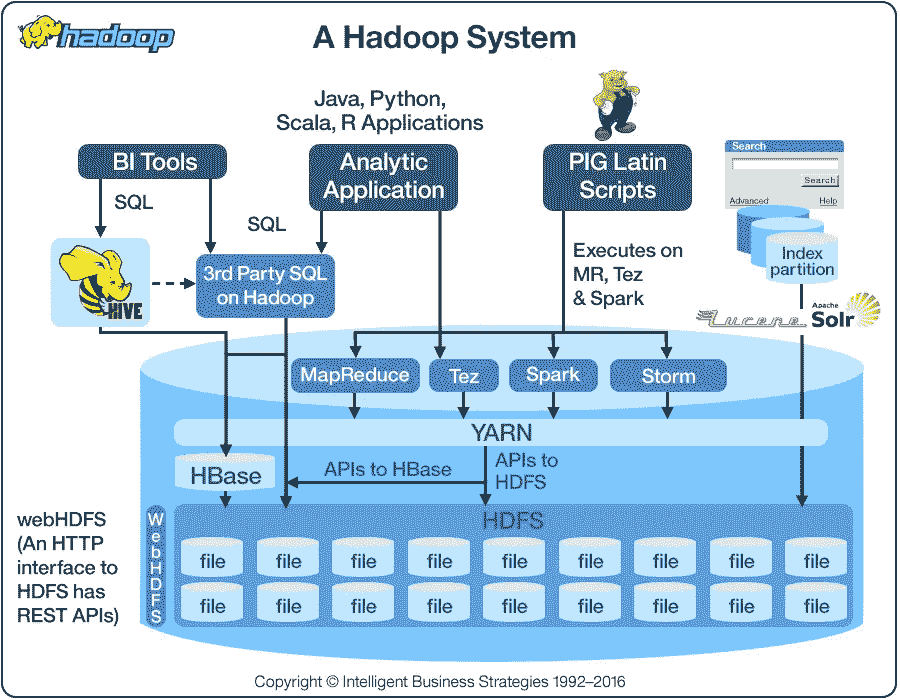 hadoop
A Hadoop System
Java, Python,
Scala, R Applications
BI Tools
Analytic
Application
PIG Latin
Scripts
Search
Search
Advanced
Help
Index
partition
SQL
SQL
HIVE
3rd Party SQL
on Hadoop
Executes on
MR, Tez
& Spark
Lucene
Apache
Solr
MapReduce
Tez
Spark
Storm
YARN
HBase
APIs to HBase
APIs to
HDFS
webHDFS
(An HTTP
interface to
HDFS has
REST APIs)
WebHDFS
HDFS
file file file file file file file file file
file file file file file file file file file
Copyright © Intelligent Business Strategies 1992–2016